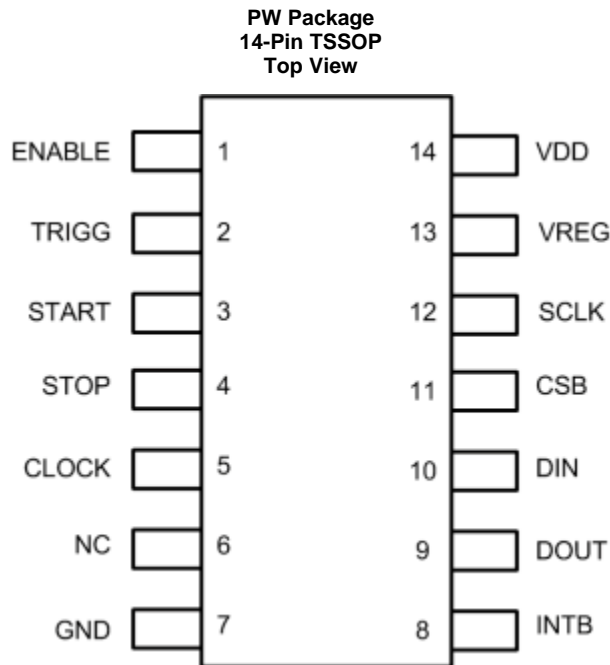 PW Package
14-Pin TSSOP
Top View
ENABLE 1 14 VDD
TRIGG 2 13 VREG
START 3 12 SCLK
STOP 4 11 CSB
CLOCK 5 10 DIN
NC 6 9 DOUT
GND 7 8 INTB